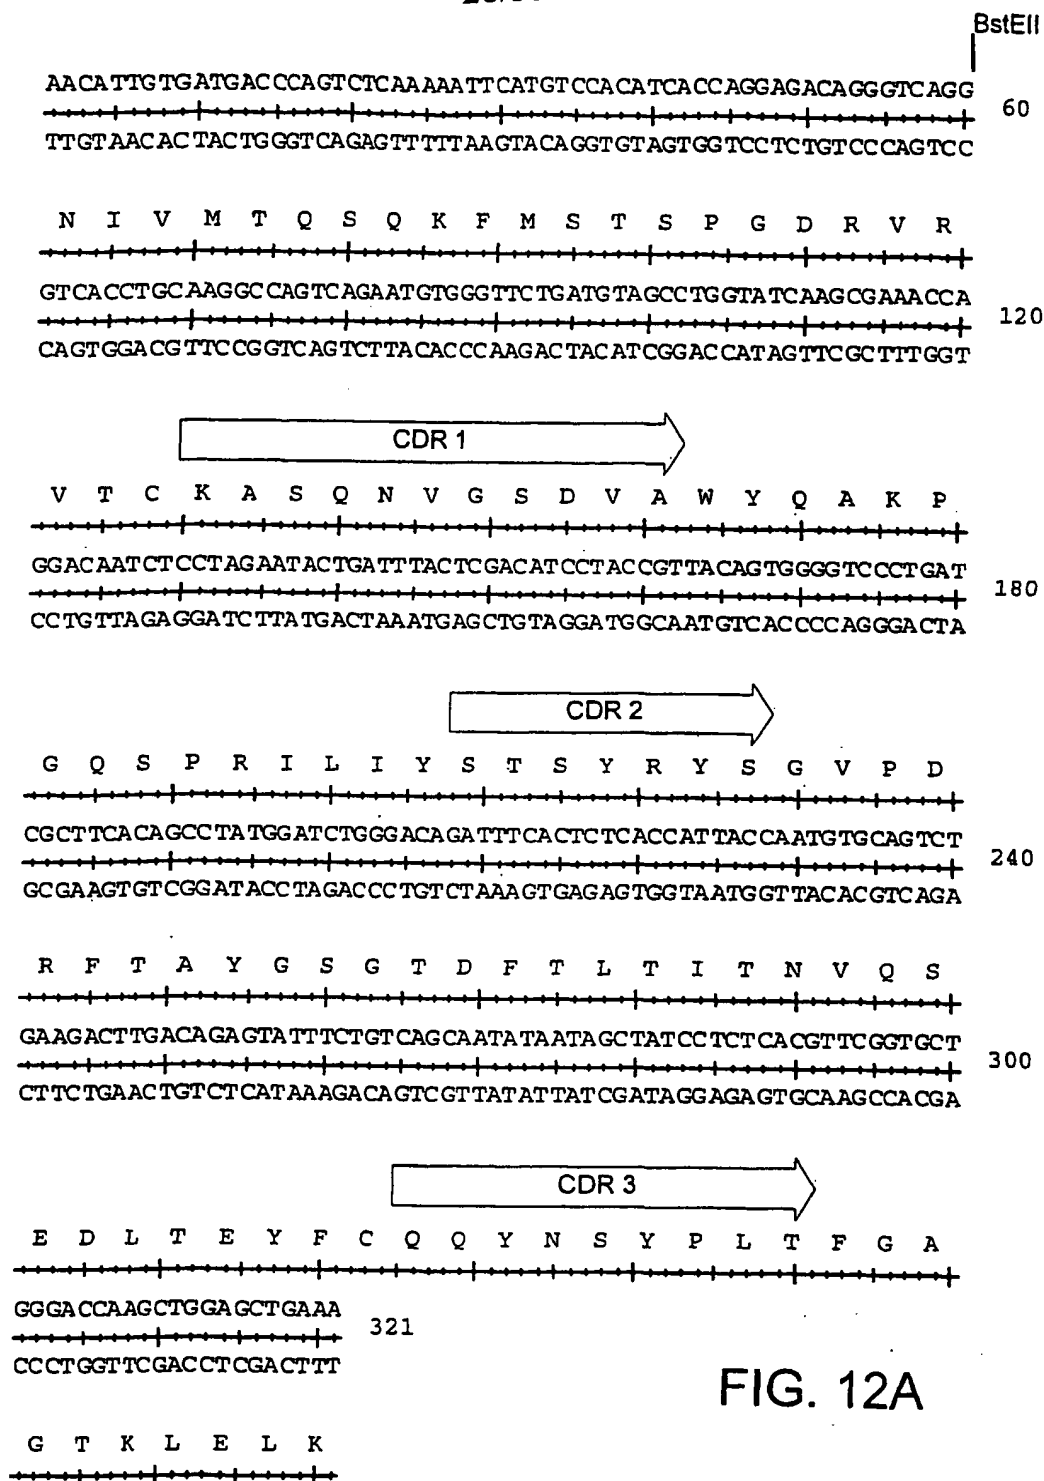 BstEII
AACATTGTGATGACCCAGTCTCAAAAATTCATGTCCACATCACCAGGAGACAGGGTCAGG
60
TTGTAACACTACTGGGTCAGAGTTTTTAAGTACAGGTGTAGTGGTCCTCTGTCCCAGTCC
N I V M T Q S Q K F M S T S P G D R V R
GTCACCTGCAAGGCCAGTCAGAATGTGGGTTCTGATGTAGCCTGGTATCAAGCGAAACCA
120
CAGTGGACGTTCCGGTCAGTCTTACACCCAAGACTACATCGGACCATAGTTCGCTTTGGT
CDR 1
V T C K A S Q N V G S D V A W Y Q A K P
GGACAATCTCCTAGAATACTGATTTACTCGACATCCTACCGTTACAGTGGGGTCCCTGAT
180
CCTGTTAGAGGATCTTATGACTAAATGAGCTGTAGGATGGCAATGTCACCCCAGGGACTA
CDR 2
G Q S P R I L I Y S T S Y R Y S G V P D
CGCTTCACAGCCTATGGATCTGGGACAGATTTCACTCTCACCATTACCAATGTGCAGTCT
240
GCGAAGTGTCGGATACCTAGACCCTGTCTAAAGTGAGAGTGGTAATGGTTACACGTCAGA
R F T A Y G S G T D F T L T I T N V Q S
GAAGACTTGACAGAGTATTTCTGTCAGCAATATAATAGCTATCCTCTCACGTTCGGTGCT
300
CTTCTGAACTGTCTCATAAAGACAGTCGTTATATTATCGATAGGAGAGTGCAAGCCACGA
CDR 3
E D L T E Y F C Q Q Y N S Y P L T F G A
GGGACCAAGCTGGAGCTGAAA
321
CCCTGGTTCGACCTCGACTTT
FIG. 12A
G T K L E L K